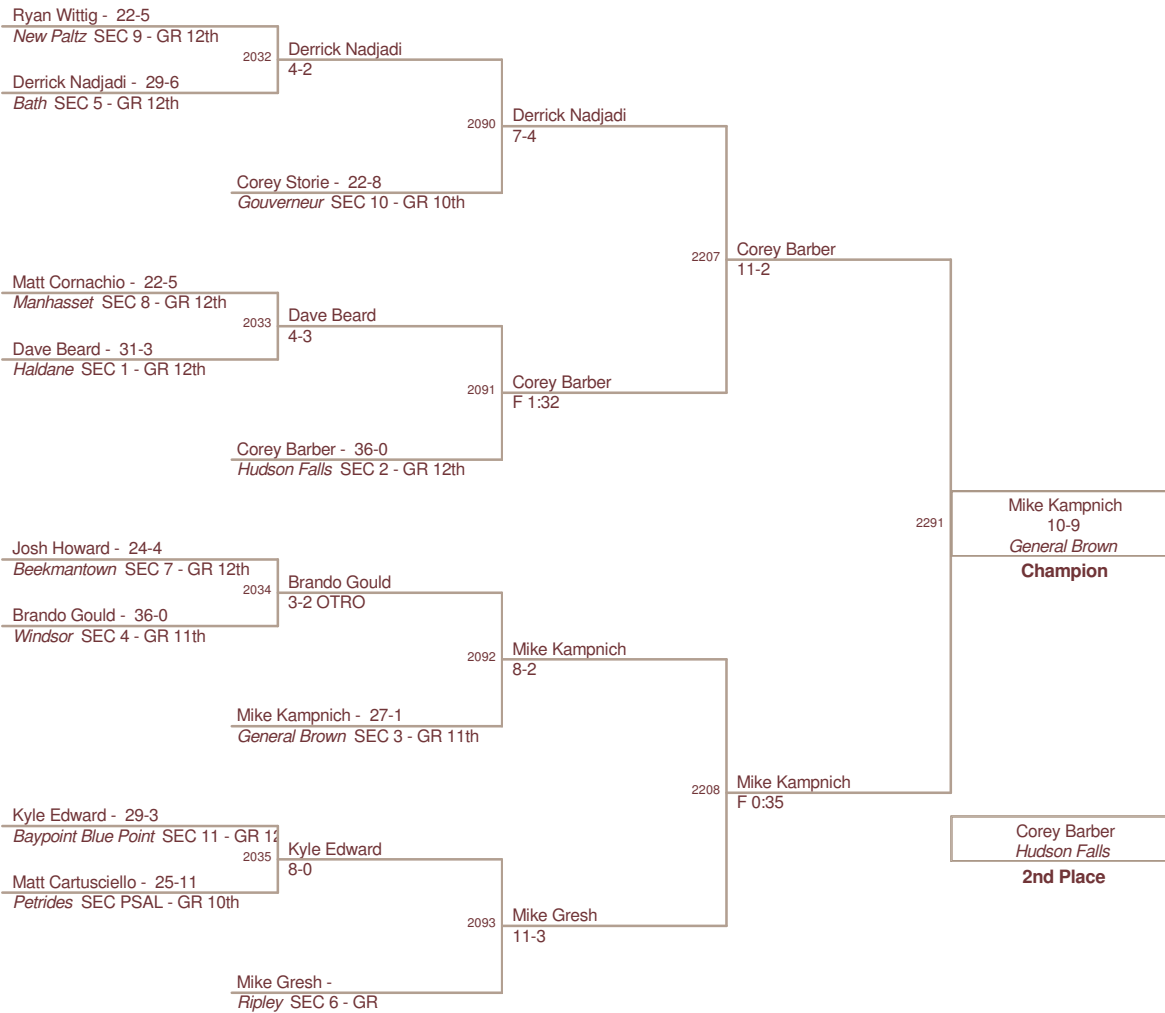 Ryan Wittig - 22-5
New Paltz SEC 9 - GR 12th
2032
Derrick Nadjadi
4-2
Derrick Nadjadi - 29-6
Bath SEC 5 - GR 12th
2090
Derrick Nadjadi
7-4
Corey Storie - 22-8
Gouverneur SEC 10 - GR 10th
2207
Corey Barber
11-2
Matt Cornachio - 22-5
Manhasset SEC 8 - GR 12th
2033
Dave Beard
4-3
Dave Beard - 31-3
Haldane SEC 1 - GR 12th
2091
Corey Barber
F 1:32
Corey Barber - 36-0
Hudson Falls SEC 2 - GR 12th
2291
Mike Kampnich
10-9
General Brown
Champion
Josh Howard - 24-4
Beekmantown SEC 7 - GR 12th
2034
Brando Gould
3-2 OTRO
Brando Gould - 36-0
Windsor SEC 4 - GR 11th
2092
Mike Kampnich
8-2
Mike Kampnich - 27-1
General Brown SEC 3 - GR 11th
2208
Mike Kampnich
F 0:35
Kyle Edward - 29-3
Baypoint Blue Point SEC 11 - GR 12
2035
Kyle Edward
8-0
Matt Cartusciello - 25-11
Petrides SEC PSAL - GR 10th
2093
Mike Gresh
11-3
Mike Gresh -
Ripley SEC 6 - GR
Corey Barber
Hudson Falls
2nd Place